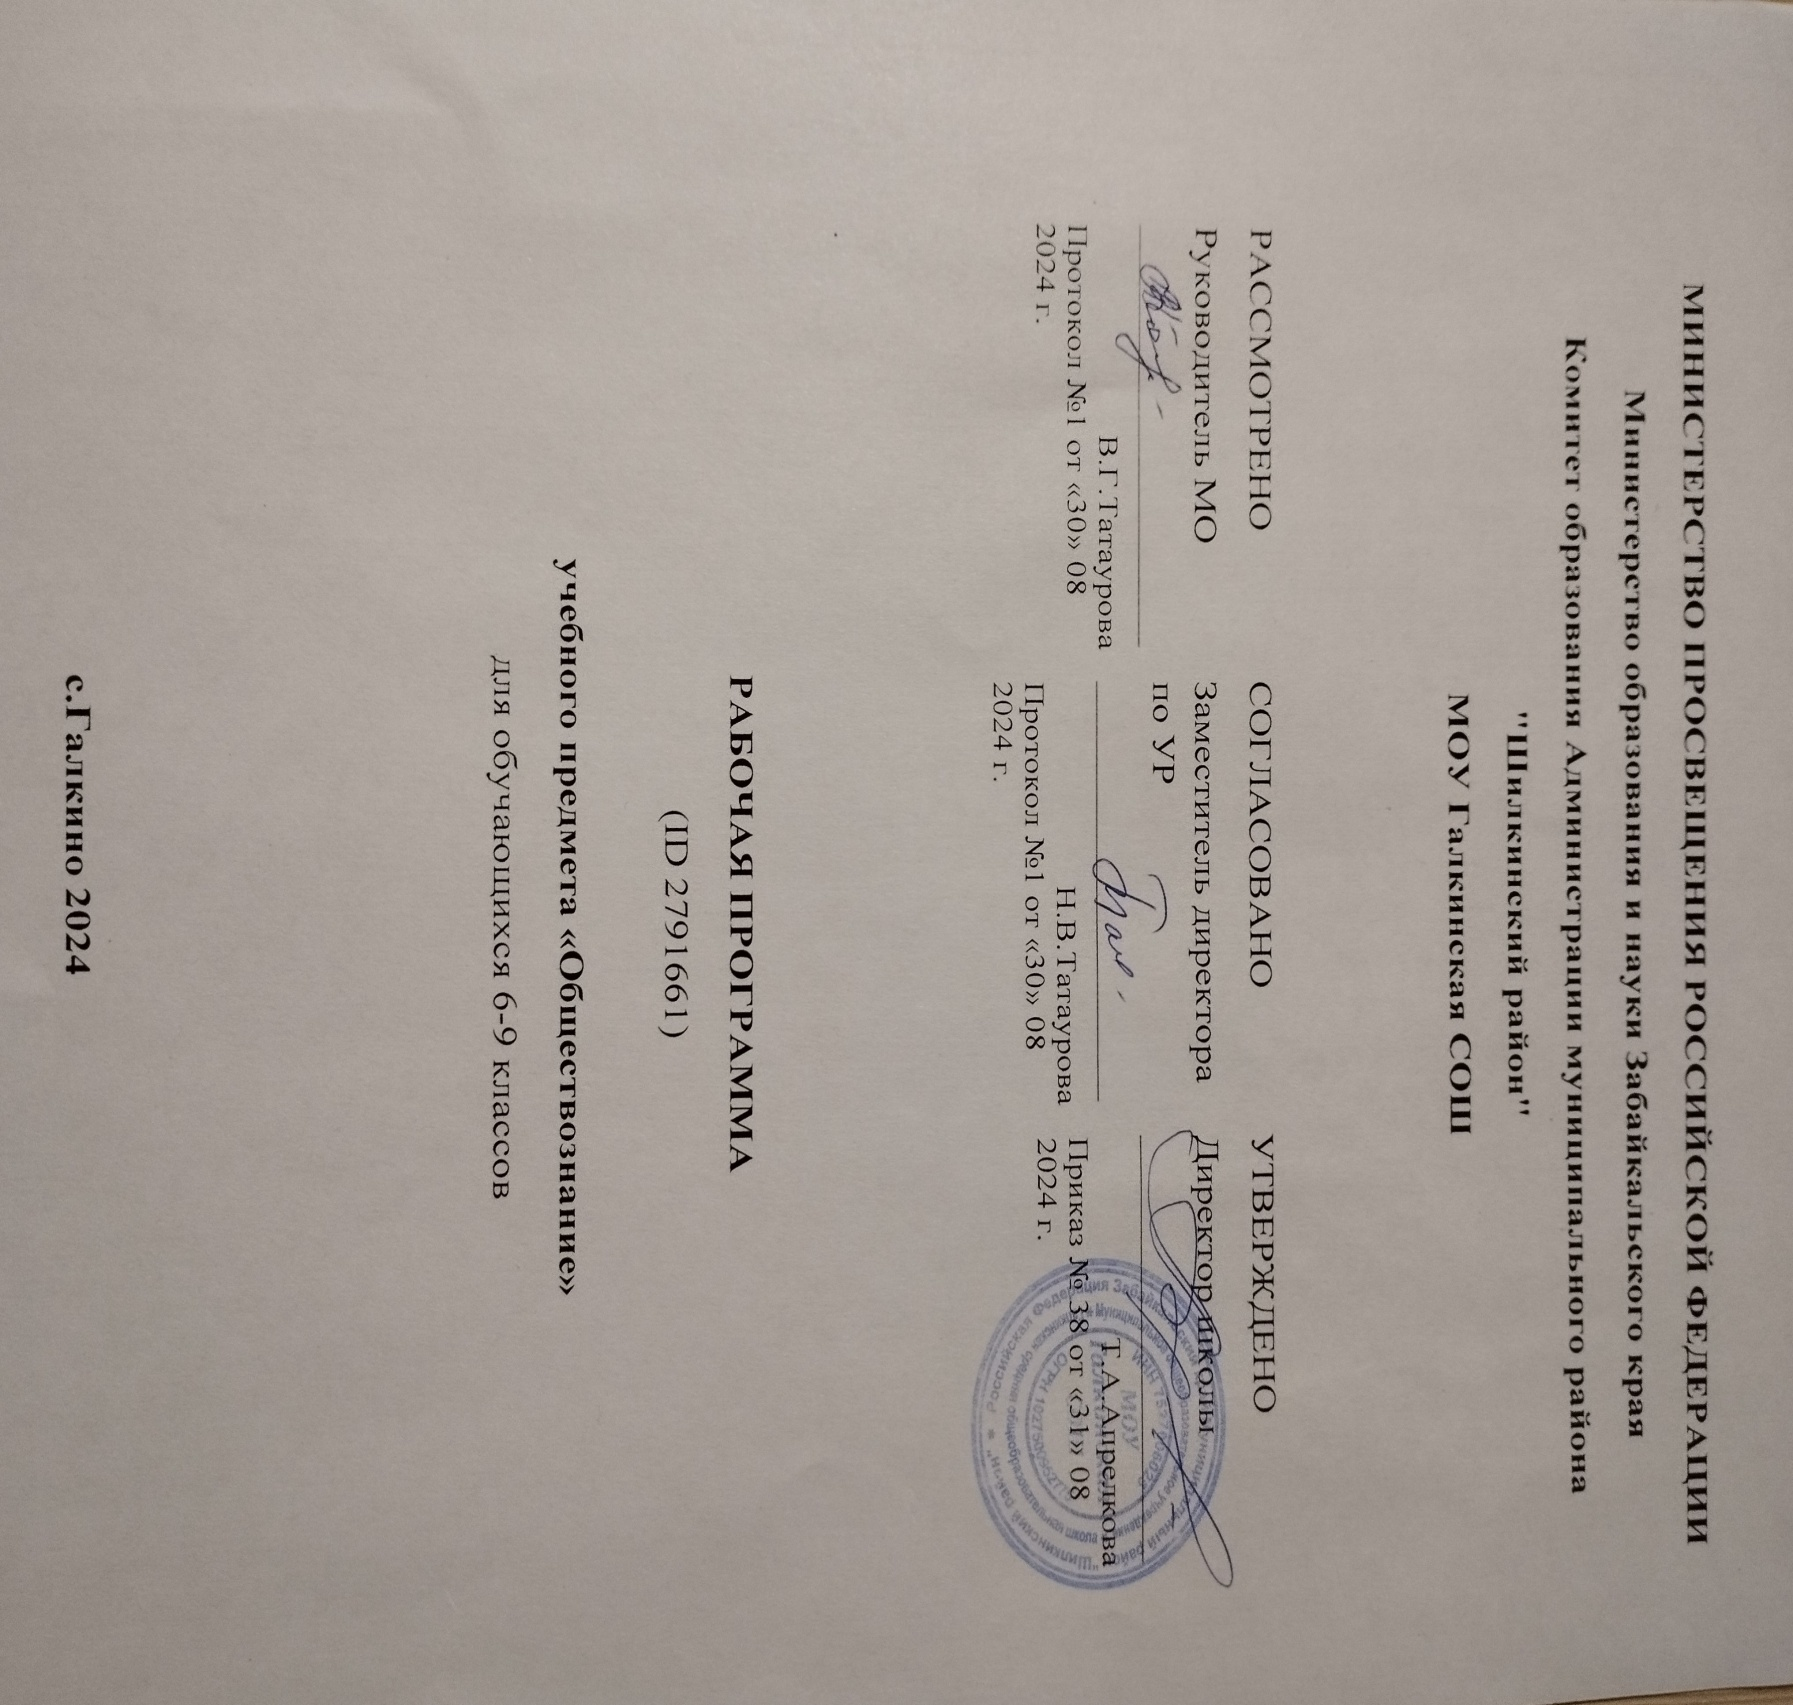 МИНИСТЕРСТВО ПРОСВЕЩЕНИЯ РОССИЙСКОЙ ФЕДЕРАЦИИ
Министерство образования и науки Забайкальского края
Комитет образования Администрации муниципального района
"Шилкинский район"
МОУ Галкинская СОШ
РАССМОТРЕНО
Руководитель МО
В.Г.Татаурова
Протокол №1 от «30» 08
2024 г.
СОГЛАСОВАНО
Заместитель директора
по УР
Н.В.Татаурова
Протокол №1 от «30» 08
2024 г.
УТВЕРЖДЕНО
Директор школы
Т.А.Апрелкова
Приказ № 38 от «31» 08
2024 г.
РАБОЧАЯ ПРОГРАММА
(ID 2791661)
учебного предмета «Обществознание»
для обучающихся 6-9 классов
с.Галкино 2024